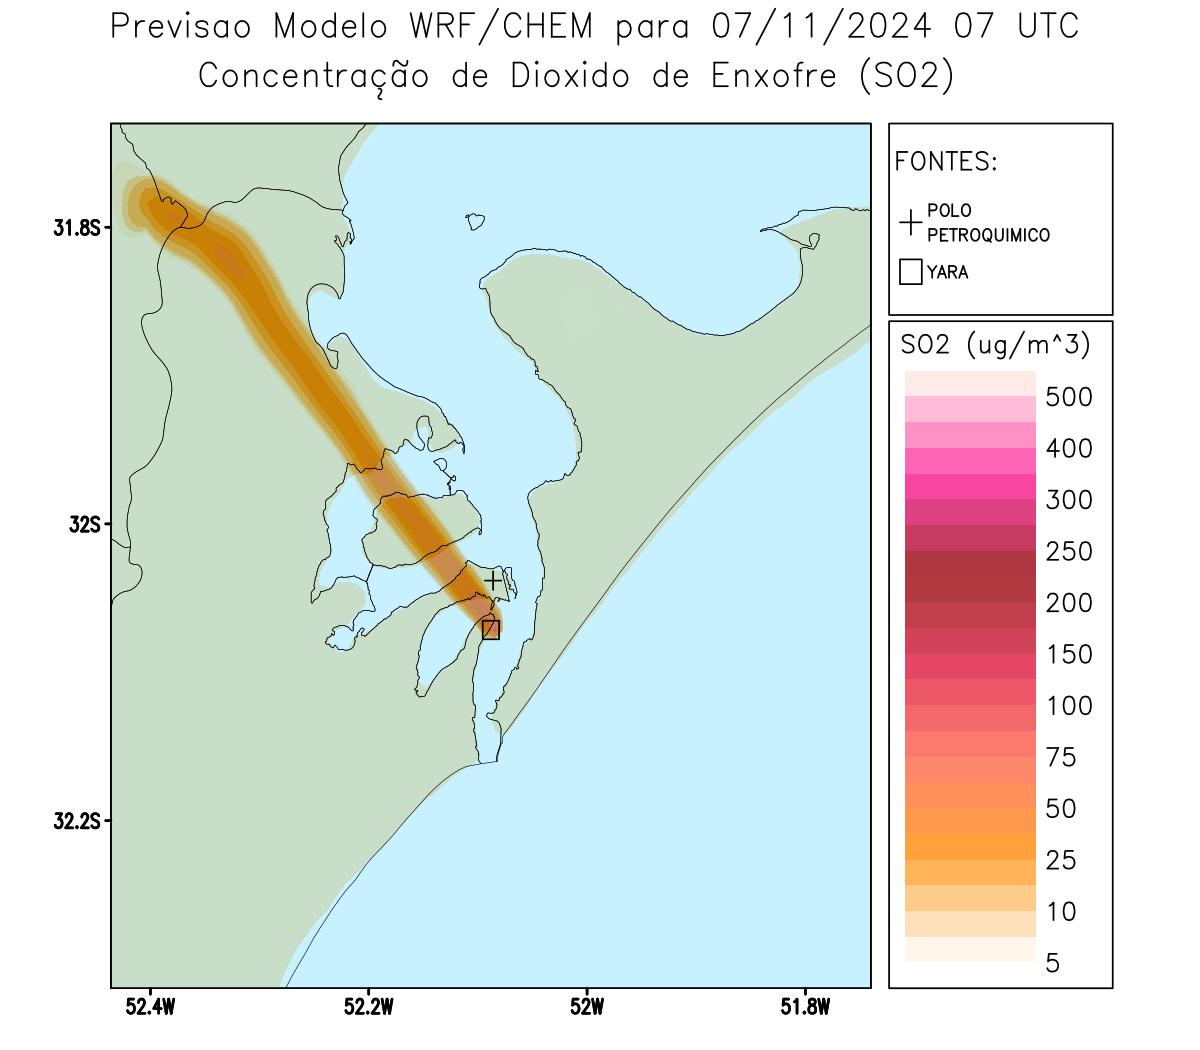 Previsao Modelo WRF/CHEM para 07/11/2024 07 UTC
Concentração de Dioxido de Enxofre (SO2)
FONTES:
POLO
PETROQUIMICO
YARA
SO2 (ug/m^3)
500
400
300
250
200
150
100
75
50
25
10
5
31.8S
32S
32.2S
52.4W
52.2W
52W
51.8W